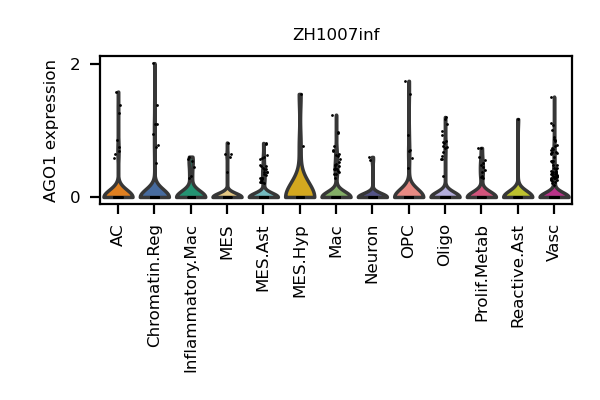 ZH1007inf
AGO1 expression
2
0
AC
Chromatin.Reg
Inflammatory.Mac
MES
MES.Ast
MES.Hyp
Mac
Neuron
OPC
Oligo
Prolif.Metab
Reactive.Ast
Vasc